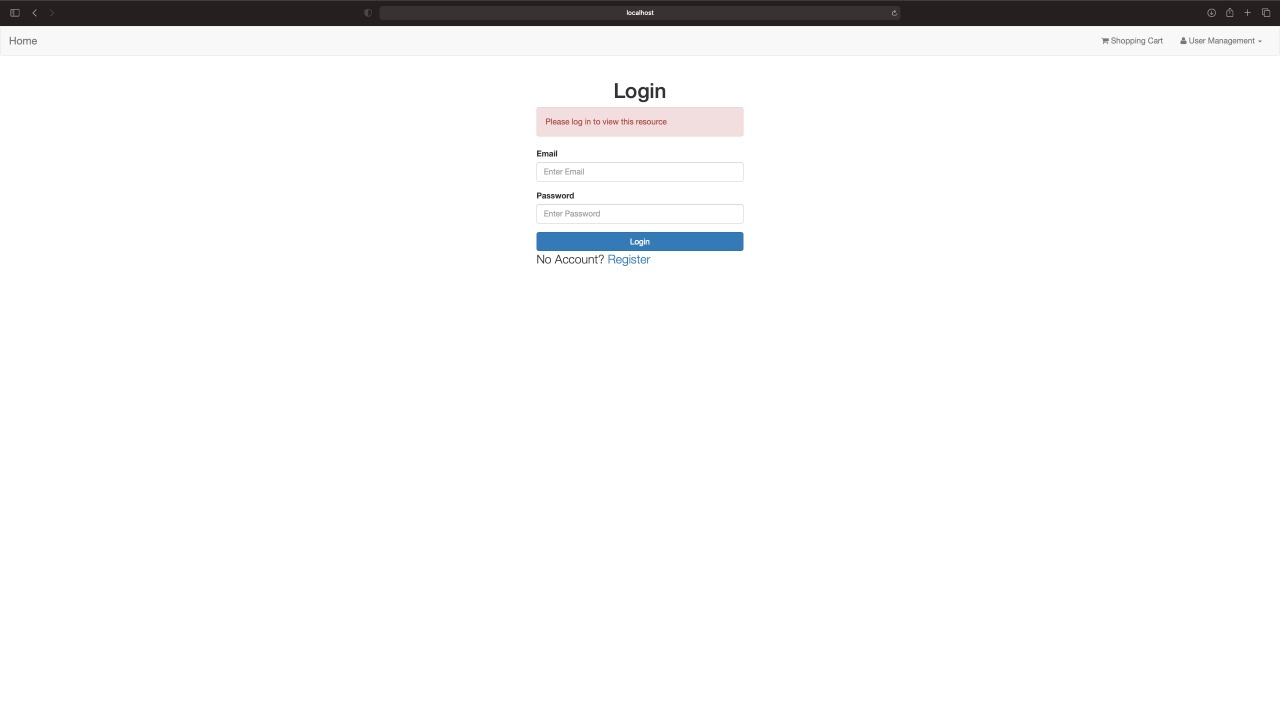 localhost
Home
Shopping Cart
User Management
Login
Please log in to view this resource
Email
Enter Email
Password
Enter Password
Login
No Account? Register